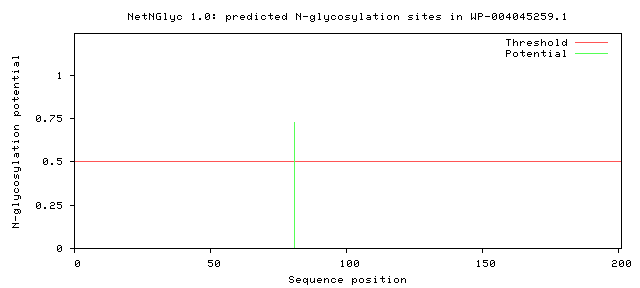 NetNGlyc 1.0: predicted N-glycosylation sites in WP-004045259.1
Threshold
Potential
N-glycosylation potential
1
0.75
0.5
0.25
0
0 50 100 150 200
Sequence position